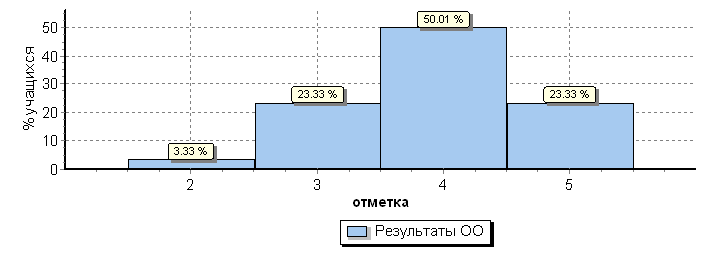 % учащихся
50
40
30
20
10
0
3.33 %
23.33 %
50.01 %
23.33 %
2 3 4 5
отметка
Результаты ОО